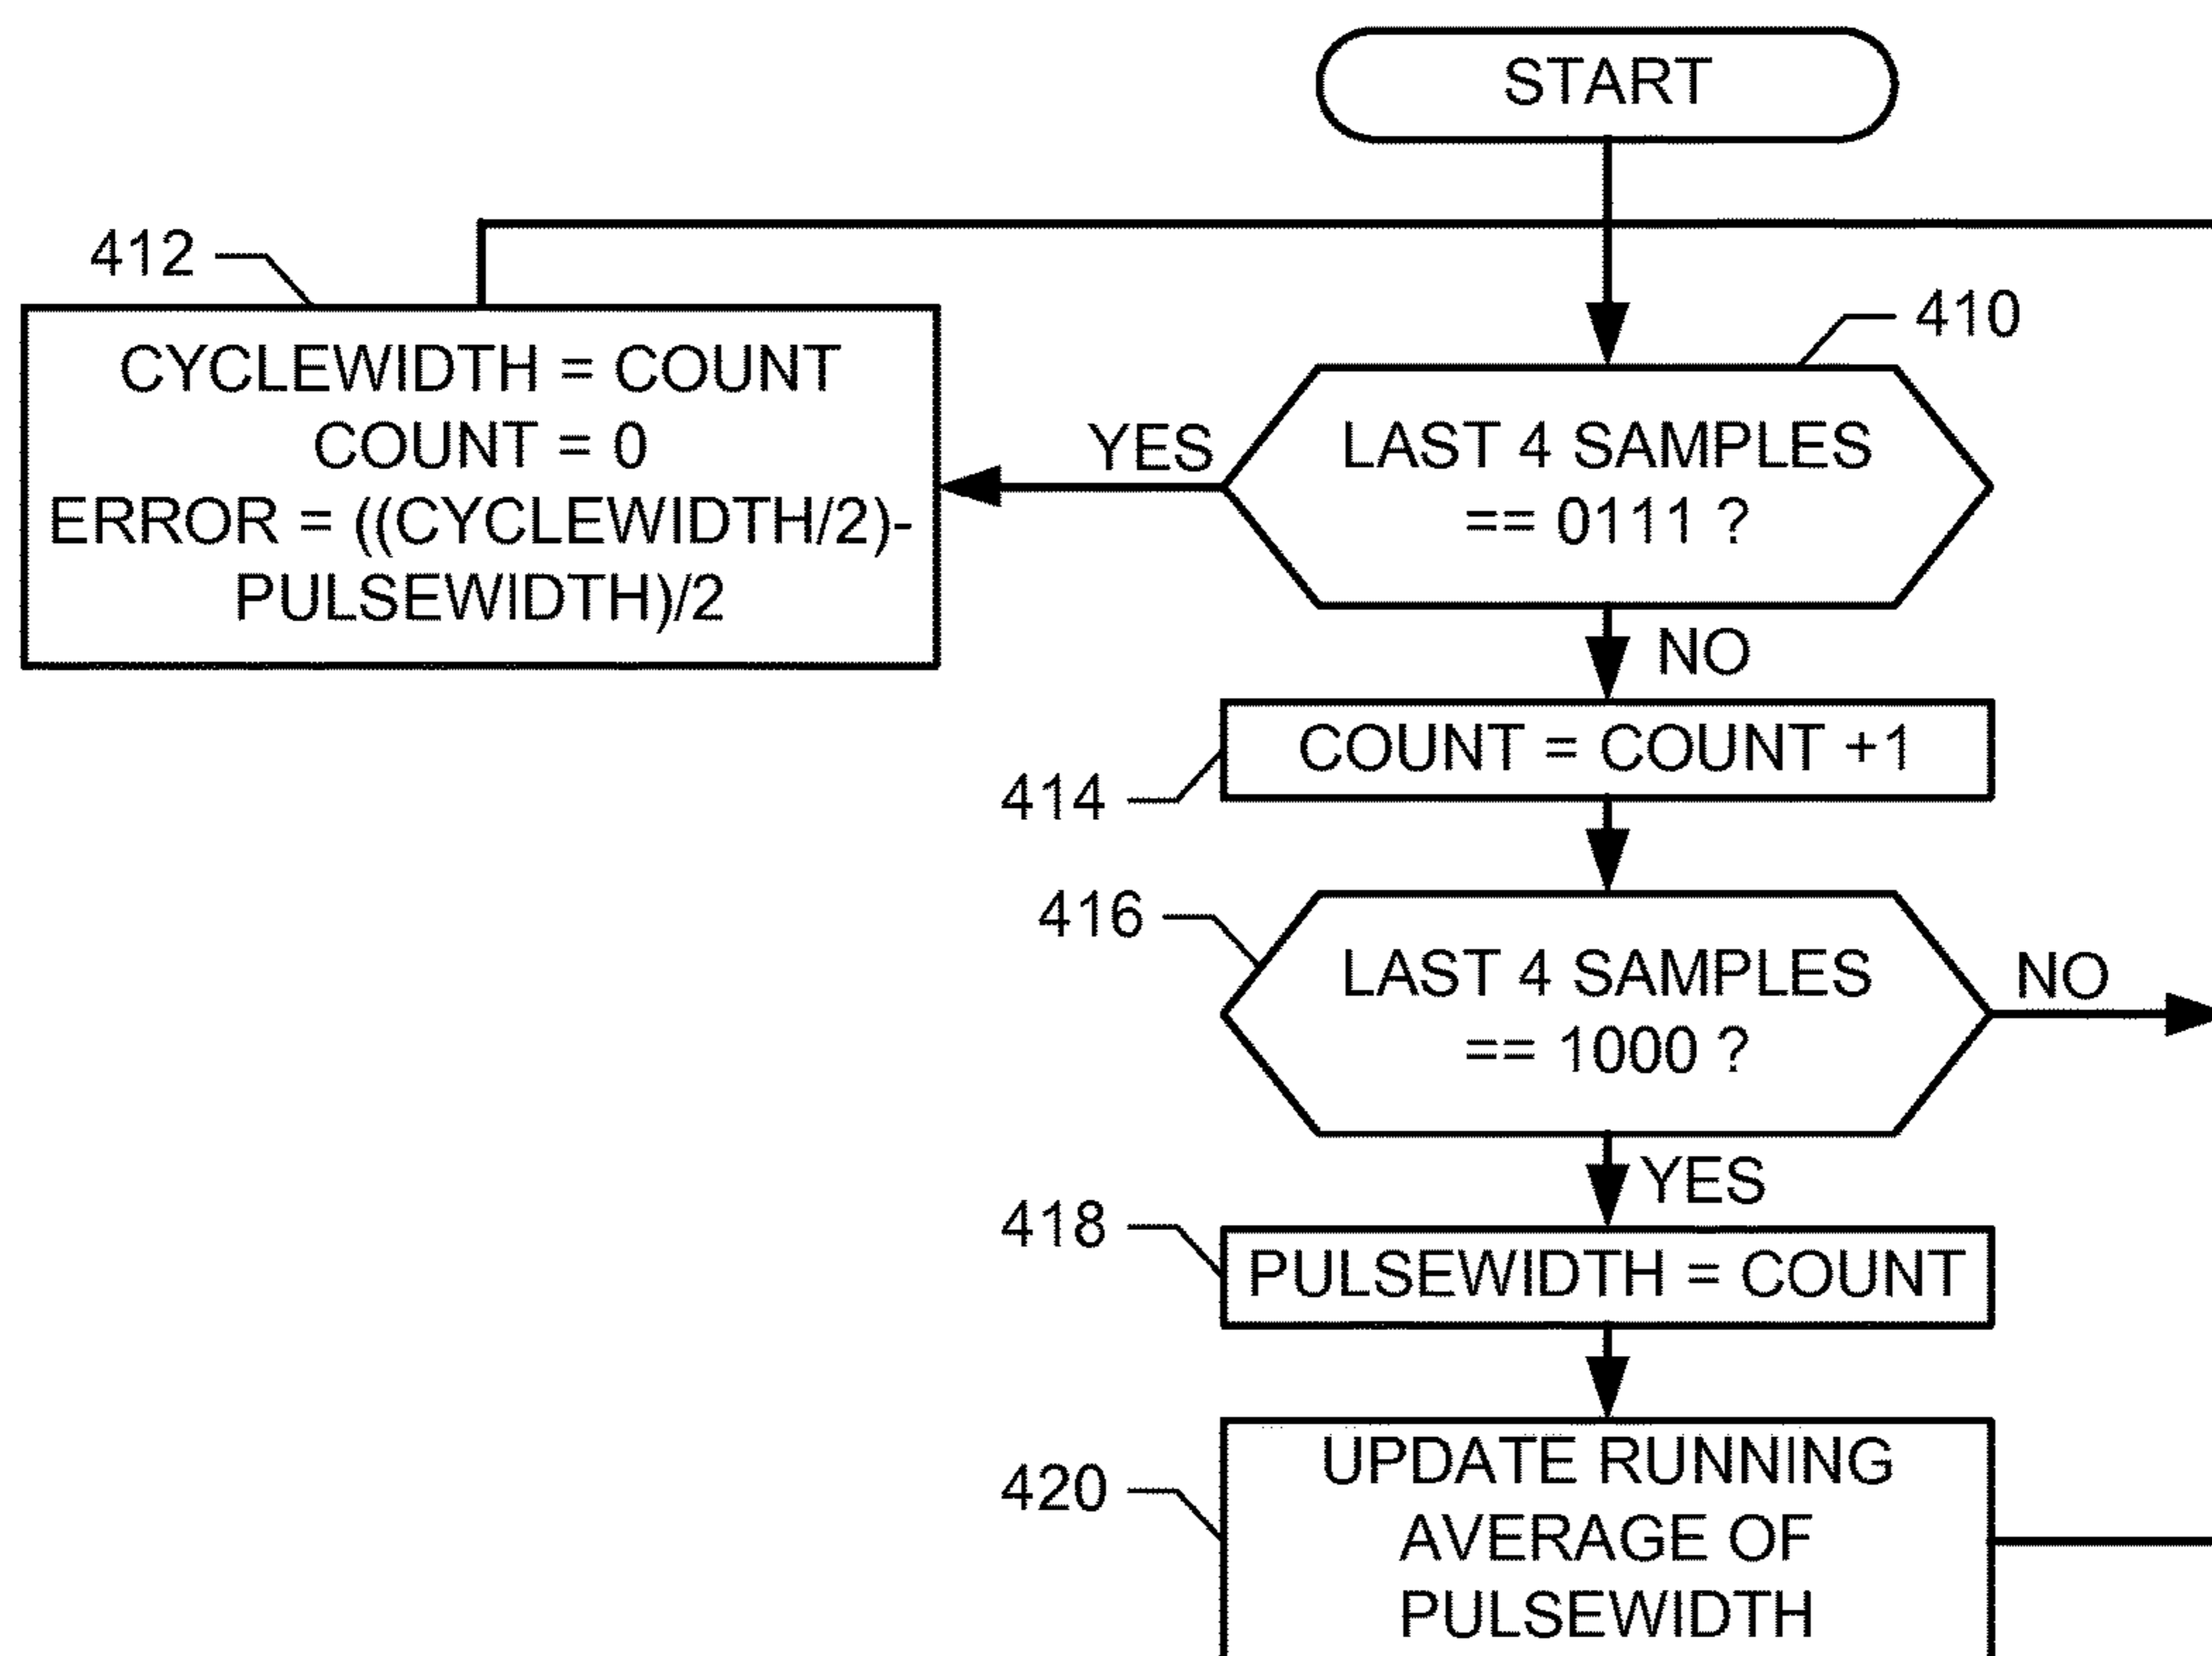 START
412
410
CYCLEWIDTH = COUNT
COUNT = 0
ERROR = ((CYCLEWIDTH/2)-
PULSEWIDTH)/2
YES
LAST 4 SAMPLES
== 0111 ?
NO
COUNT = COUNT +1
414
416
LAST 4 SAMPLES
== 1000 ?
NO
YES
418
PULSEWIDTH = COUNT
420
UPDATE RUNNING
AVERAGE OF
PULSEWIDTH